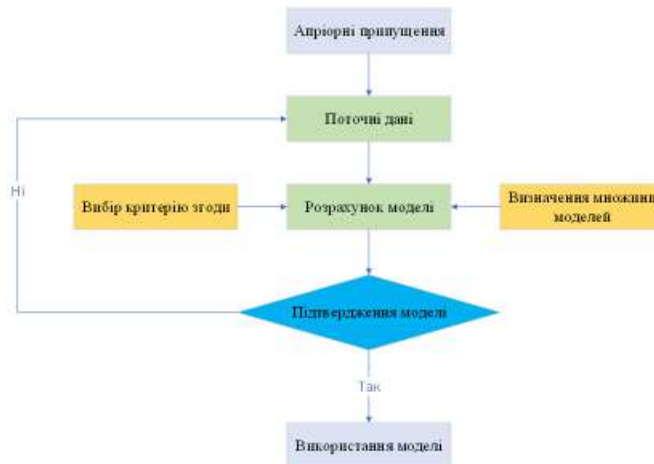 Апріорні припущення
Поточні дані
Ні
Вибір критерію згоди
Розрахунок моделі
Визначення множини
моделей
Підтвердження моделі
Так
Використання моделі